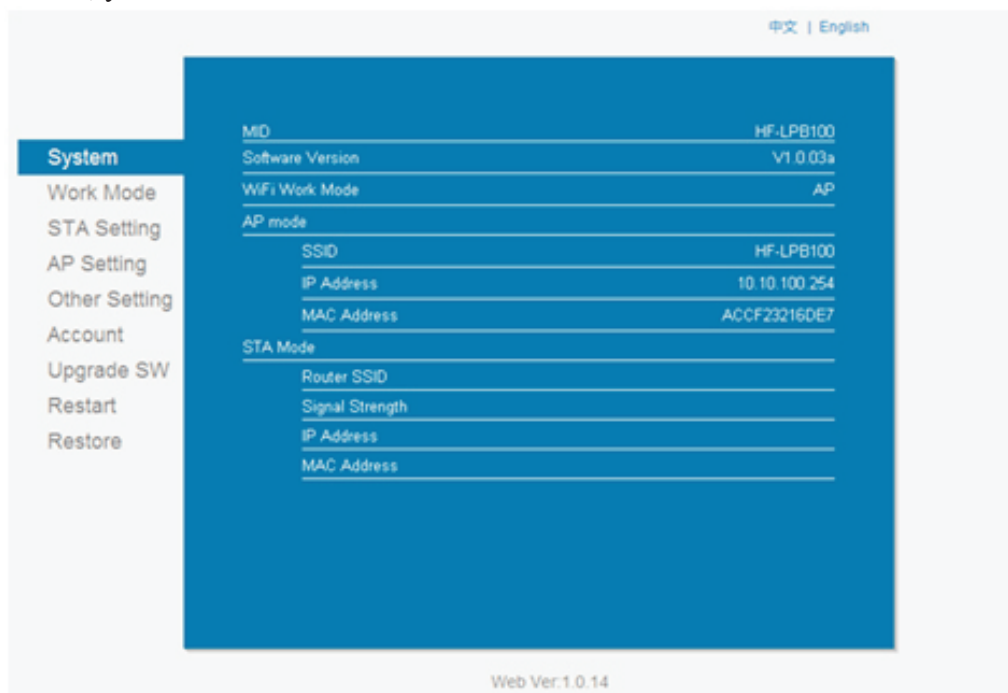 中文 | English
System
Work Mode
STA Setting
AP Setting
Other Setting
Account
Upgrade SW
Restart
Restore
MID HF-LPB100
Software Version V1.0.03a
WiFi Work Mode AP
AP mode
SSID HF-LPB100
IP Address 10.10.100.254
MAC Address ACCF23216DE7
STA Mode
Router SSID
Signal Strength
IP Address
MAC Address
Web Ver:1.0.14